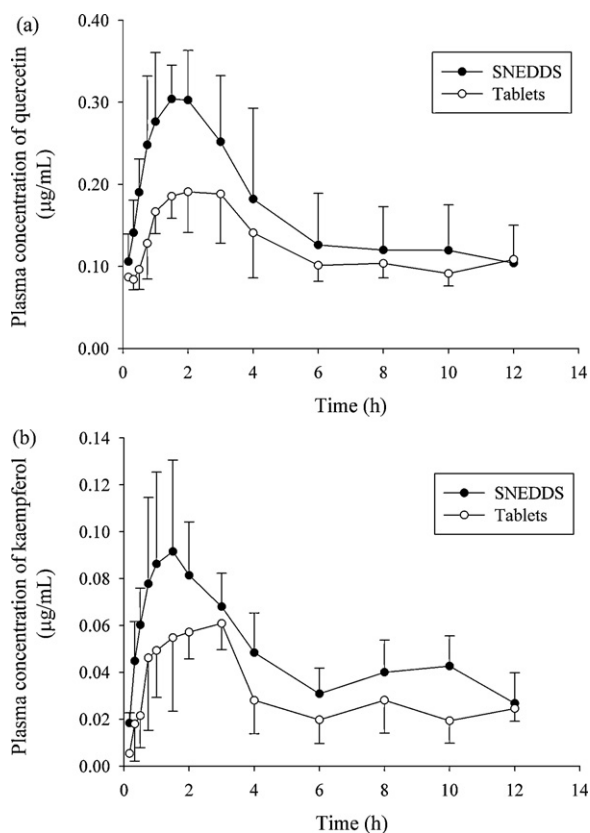 (a)
Plasma concentration of quercetin
(μg/mL)
0.40
0.30
0.20
0.10
0.00
SNEDDS
Tablets
0 2 4 6 8 10 12 14
Time (h)
(b)
Plasma concentration of kaempferol
(μg/mL)
0.14
0.12
0.10
0.08
0.06
0.04
0.02
0.00
SNEDDS
Tablets
0 2 4 6 8 10 12 14
Time (h)